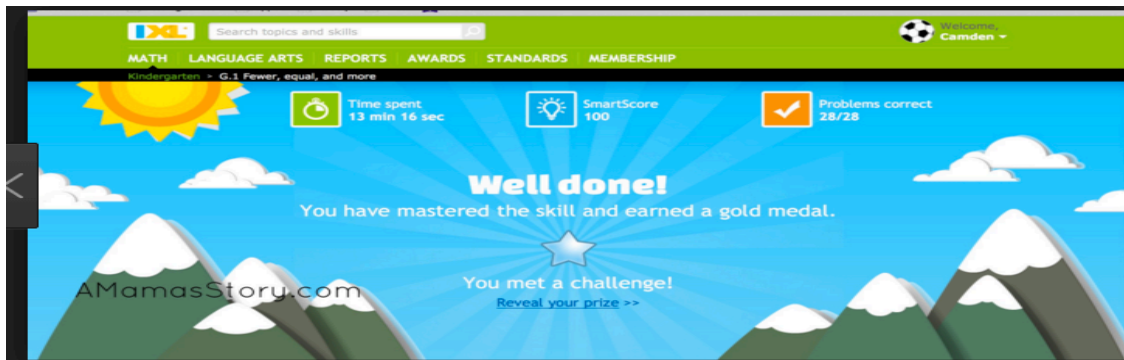 IXL
Search topics and skills
Welcome,
Camden
MATH LANGUAGE ARTS REPORTS AWARDS STANDARDS MEMBERSHIP
Kindergarten > G.1 Fewer, equal, and more
Time spent
13 min 16 sec
SmartScore
100
Problems correct
28/28
Well done!
You have mastered the skill and earned a gold medal.
You met a challenge!
Reveal your prize >>
AMamasStory.com